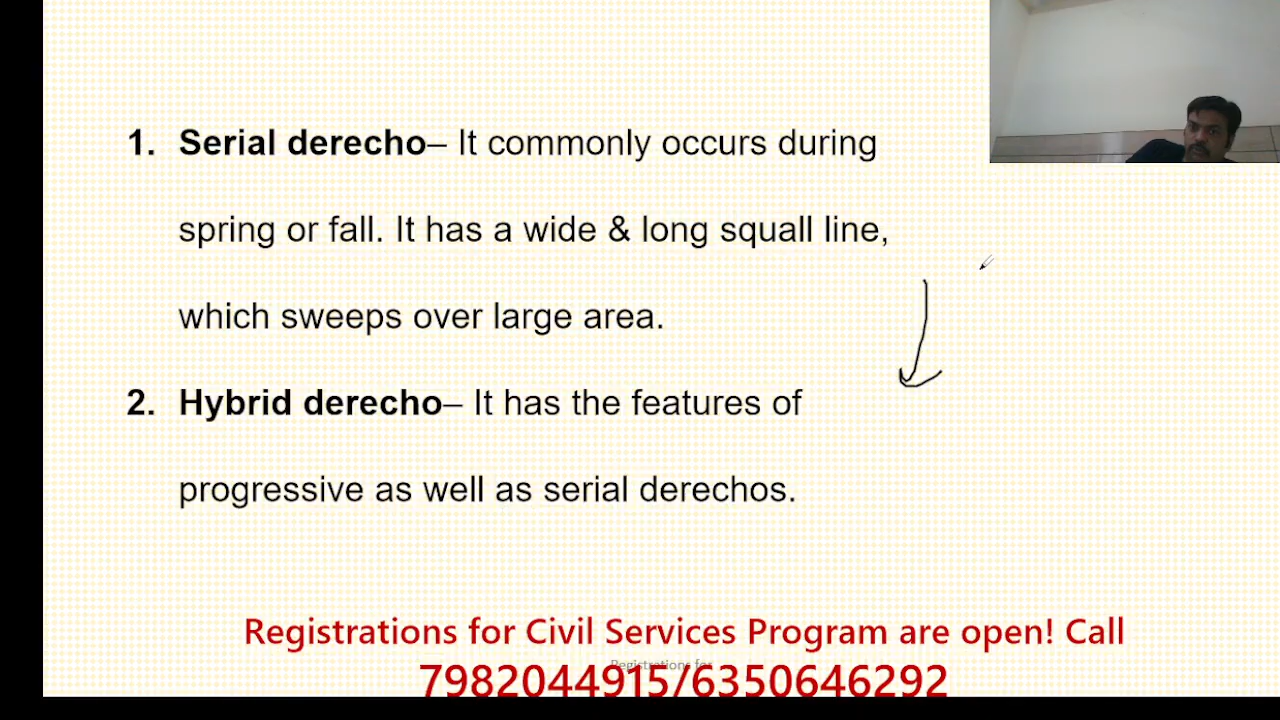 1. Serial derecho– It commonly occurs during
spring or fall. It has a wide & long squall line,
which sweeps over large area.
2. Hybrid derecho– It has the features of
progressive as well as serial derechos.
Registrations for Civil Services Program are open! Call
Registrations for
7982044915/6350646292